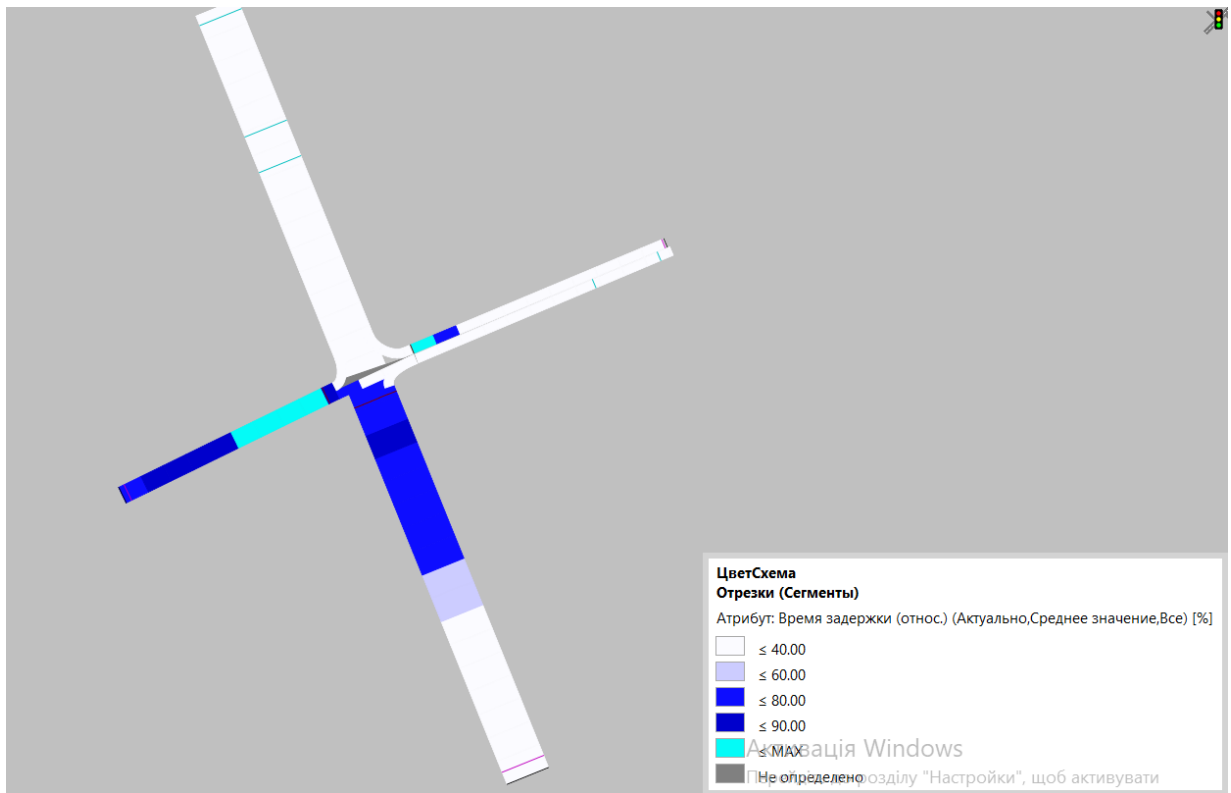 ЦветСхема
Отрезки (Сегменты)
Атрибут: Время задержки (относ.) (Актуально,Среднее значение,Все) [%]
≤ 40.00
≤ 60.00
≤ 80.00
≤ 90.00
≤ MAX
Активація Windows
Не определено
розділу "Настройки", щоб активувати